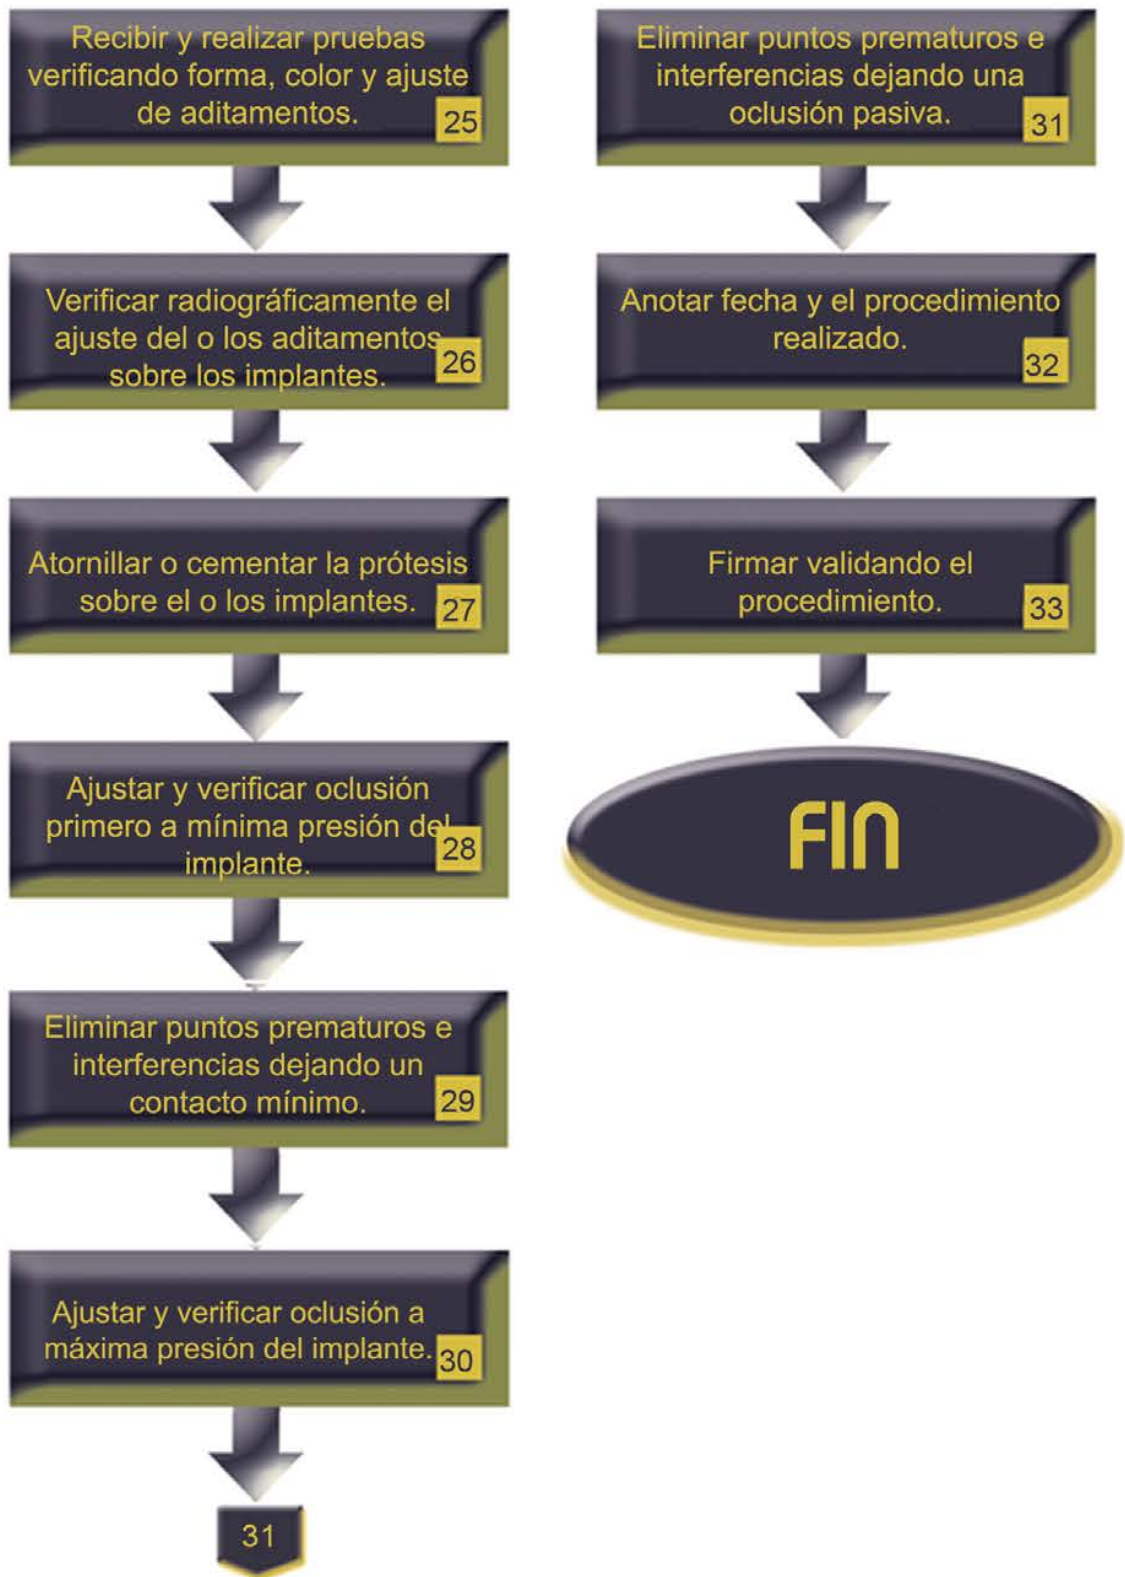 Recibir y realizar pruebas
verificando forma, color y ajuste
de aditamentos.
25
Verificar radiográficamente el
ajuste del o los aditamentos
sobre los implantes.
26
Atornillar o cementar la prótesis
sobre el o los implantes.
27
Ajustar y verificar oclusión
primero a mínima presión del
implante.
28
Eliminar puntos prematuros e
interferencias dejando un
contacto mínimo.
29
Ajustar y verificar oclusión a
máxima presión del implante.
30
31
Eliminar puntos prematuros e
interferencias dejando una
oclusión pasiva.
31
Anotar fecha y el procedimiento
realizado.
32
Firmar validando el
procedimiento.
33
FIN